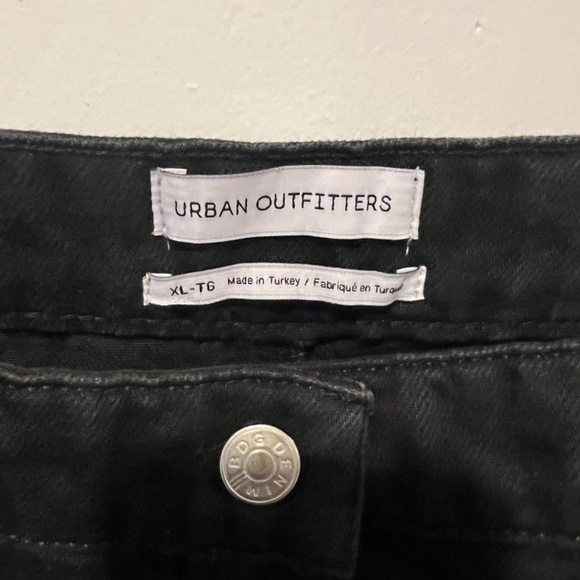 URBAN OUTFITTERS
XL-TG Made in Turkey / Fabriqué en
BDG DENIM